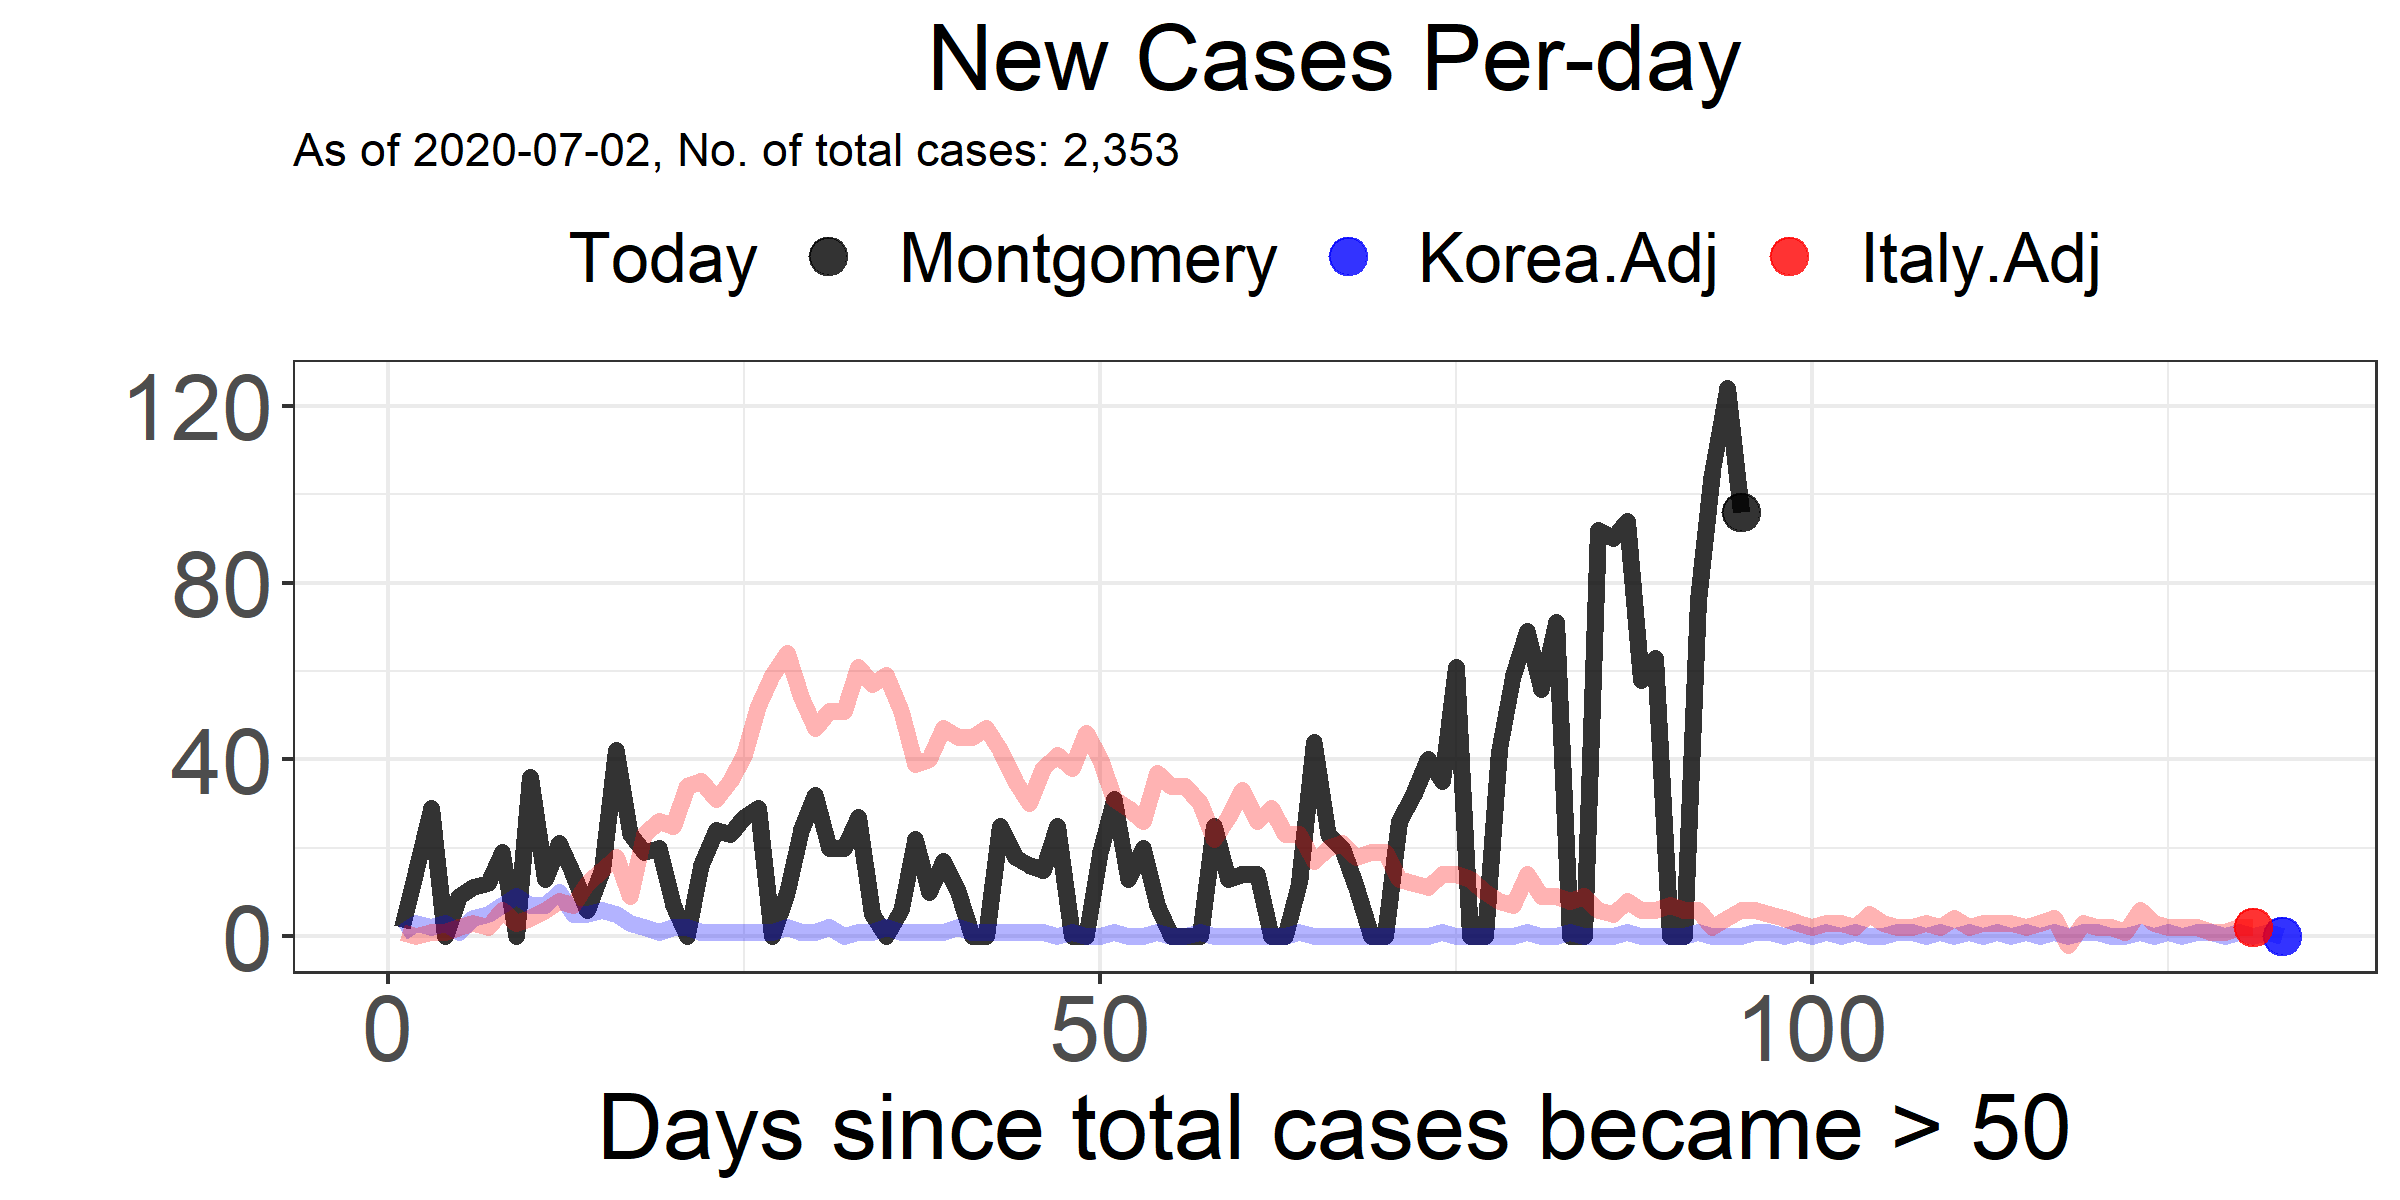 New Cases Per-day
As of 2020-07-02, No. of total cases: 2,353
Today Montgomery Korea.Adj Italy.Adj
120
80
40
0
0 50 100
Days since total cases became > 50